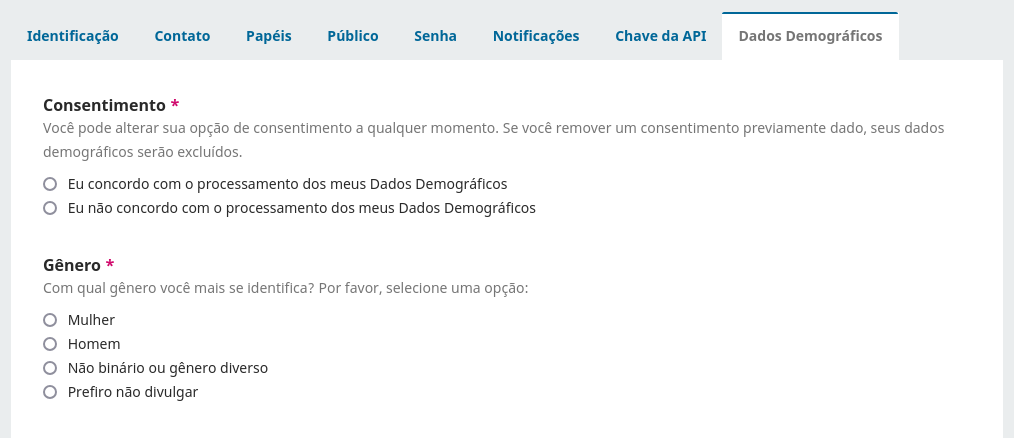 Identificação Contato Papéis Público Senha Notificações Chave da API Dados Demográficos
Consentimento *
Você pode alterar sua opção de consentimento a qualquer momento. Se você remover um consentimento previamente dado, seus dados
demográficos serão excluídos.
Eu concordo com o processamento dos meus Dados Demográficos
Eu não concordo com o processamento dos meus Dados Demográficos
Gênero *
Com qual gênero você mais se identifica? Por favor, selecione uma opção:
Mulher
Homem
Não binário ou gênero diverso
Prefiro não divulgar